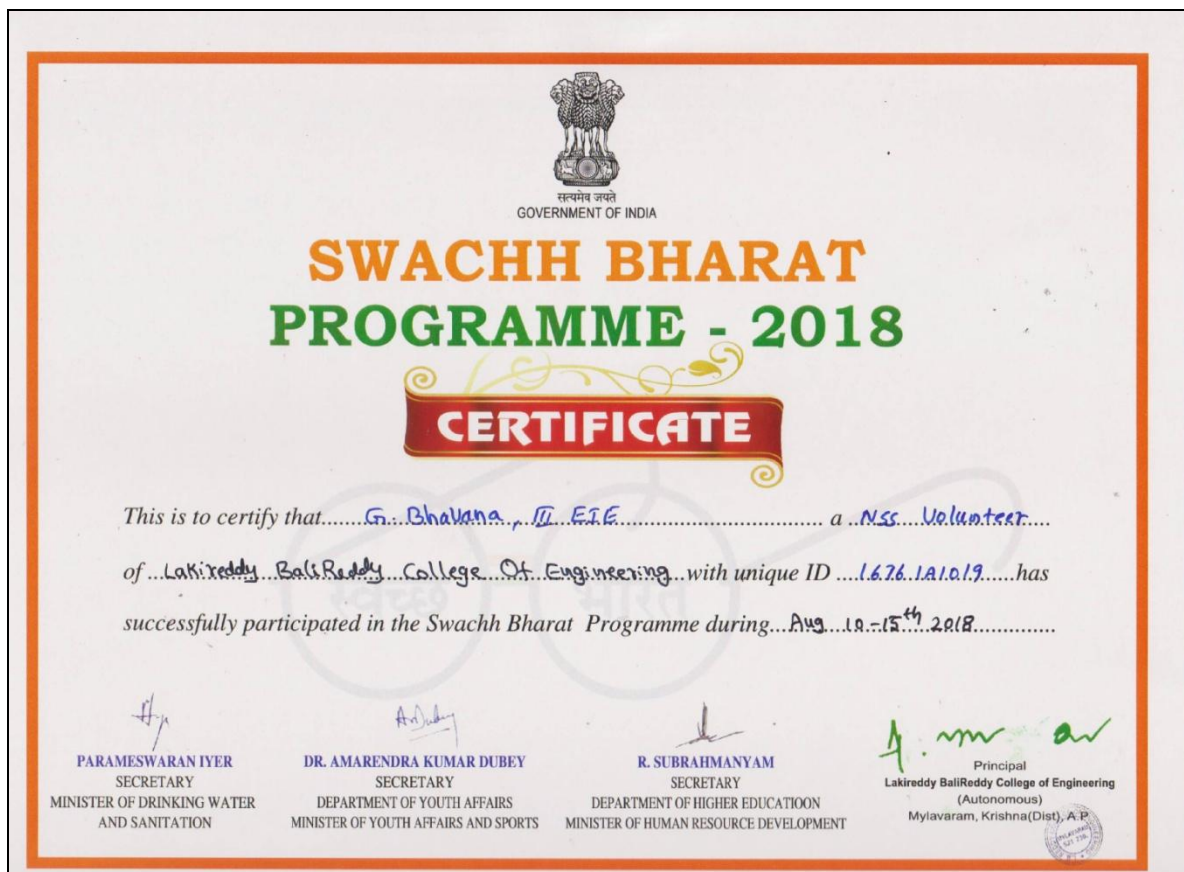 सत्यमेव जयते
GOVERNMENT OF INDIA
SWACHH BHARAT
PROGRAMME - 2018
CERTIFICATE
स्वच्छ भारत
This is to certify that......G. Bhavana, III EIE.............................. a Nss Volunteer....
of...Lakireddy BaliReddy College Of Engineering...with unique ID ....16761A1019.....has
successfully participated in the Swachh Bharat Programme during...Aug 10-15th 2018..............
PARAMESWARAN IYER
SECRETARY
MINISTER OF DRINKING WATER
AND SANITATION
DR. AMARENDRA KUMAR DUBEY
SECRETARY
DEPARTMENT OF YOUTH AFFAIRS
MINISTER OF YOUTH AFFAIRS AND SPORTS
R. SUBRAHMANYAM
SECRETARY
DEPARTMENT OF HIGHER EDUCATIOON
MINISTER OF HUMAN RESOURCE DEVELOPMENT
Principal
Lakireddy BaliReddy College of Engineering
(Autonomous)
Mylavaram, Krishna(Dist), A.P